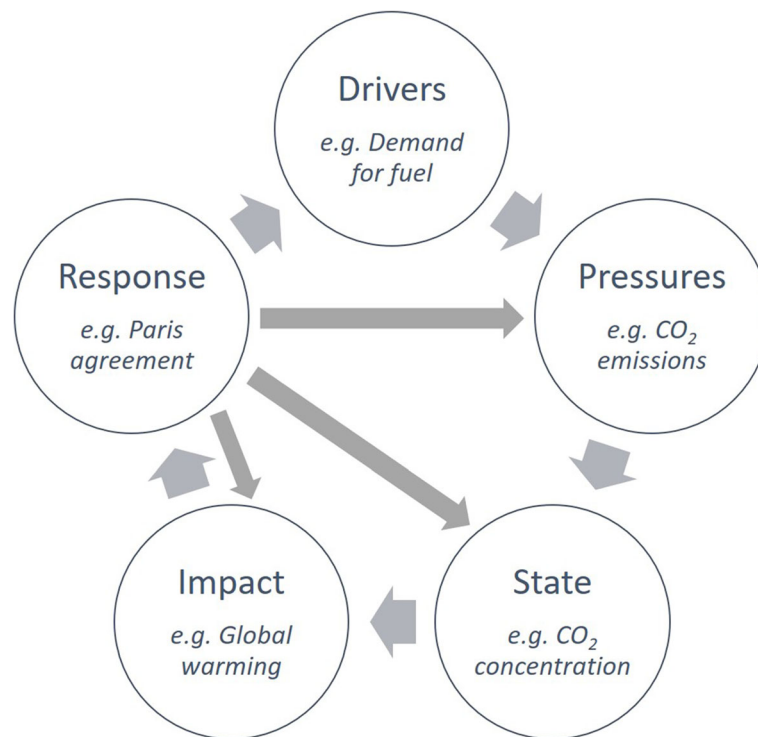 Drivers
e.g. Demand
for fuel
Response
e.g. Paris
agreement
Pressures
e.g. CO₂
emissions
Impact
e.g. Global
warming
State
e.g. CO₂
concentration